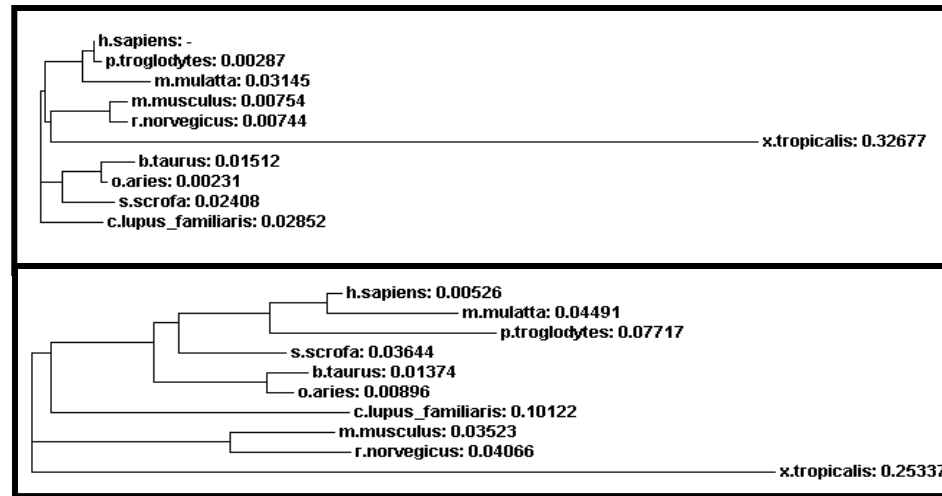 h.sapiens: -
p.troglodytes: 0.00287
m.mulatta: 0.03145
m.musculus: 0.00754
r.norvegicus: 0.00744
x.tropicalis: 0.32677
b.taurus: 0.01512
o.aries: 0.00231
s.scrofa: 0.02408
c.lupus_familiaris: 0.02852
h.sapiens: 0.00526
m.mulatta: 0.04491
p.troglodytes: 0.07717
s.scrofa: 0.03644
b.taurus: 0.01374
o.aries: 0.00896
c.lupus_familiaris: 0.10122
m.musculus: 0.03523
r.norvegicus: 0.04066
x.tropicalis: 0.25337